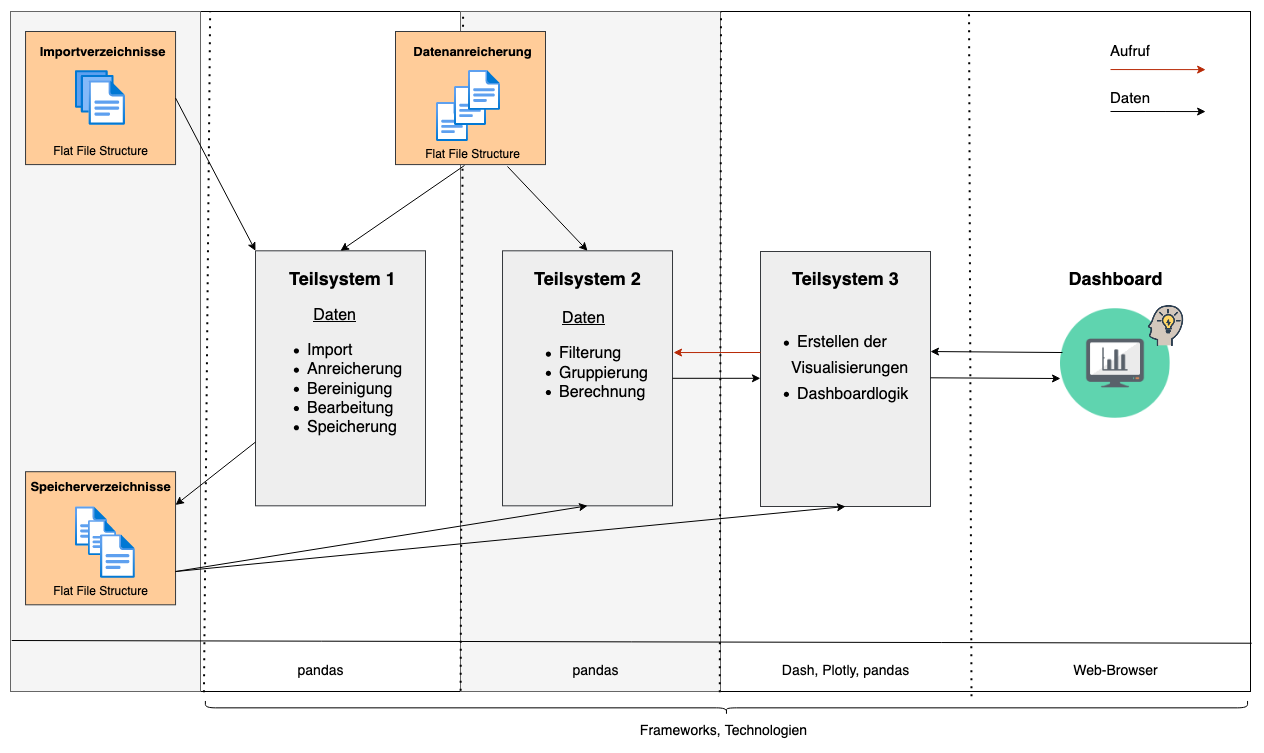 Importverzeichnisse
Flat File Structure
Datenanreicherung
Flat File Structure
Aufruf
Daten
Teilsystem 1
Daten
• Import
• Anreicherung
• Bereinigung
• Bearbeitung
• Speicherung
Teilsystem 2
Daten
• Filterung
• Gruppierung
• Berechnung
Teilsystem 3
• Erstellen der
Visualisierungen
• Dashboardlogik
Dashboard
Speicherverzeichnisse
Flat File Structure
pandas
pandas
Dash, Plotly, pandas
Web-Browser
Frameworks, Technologien